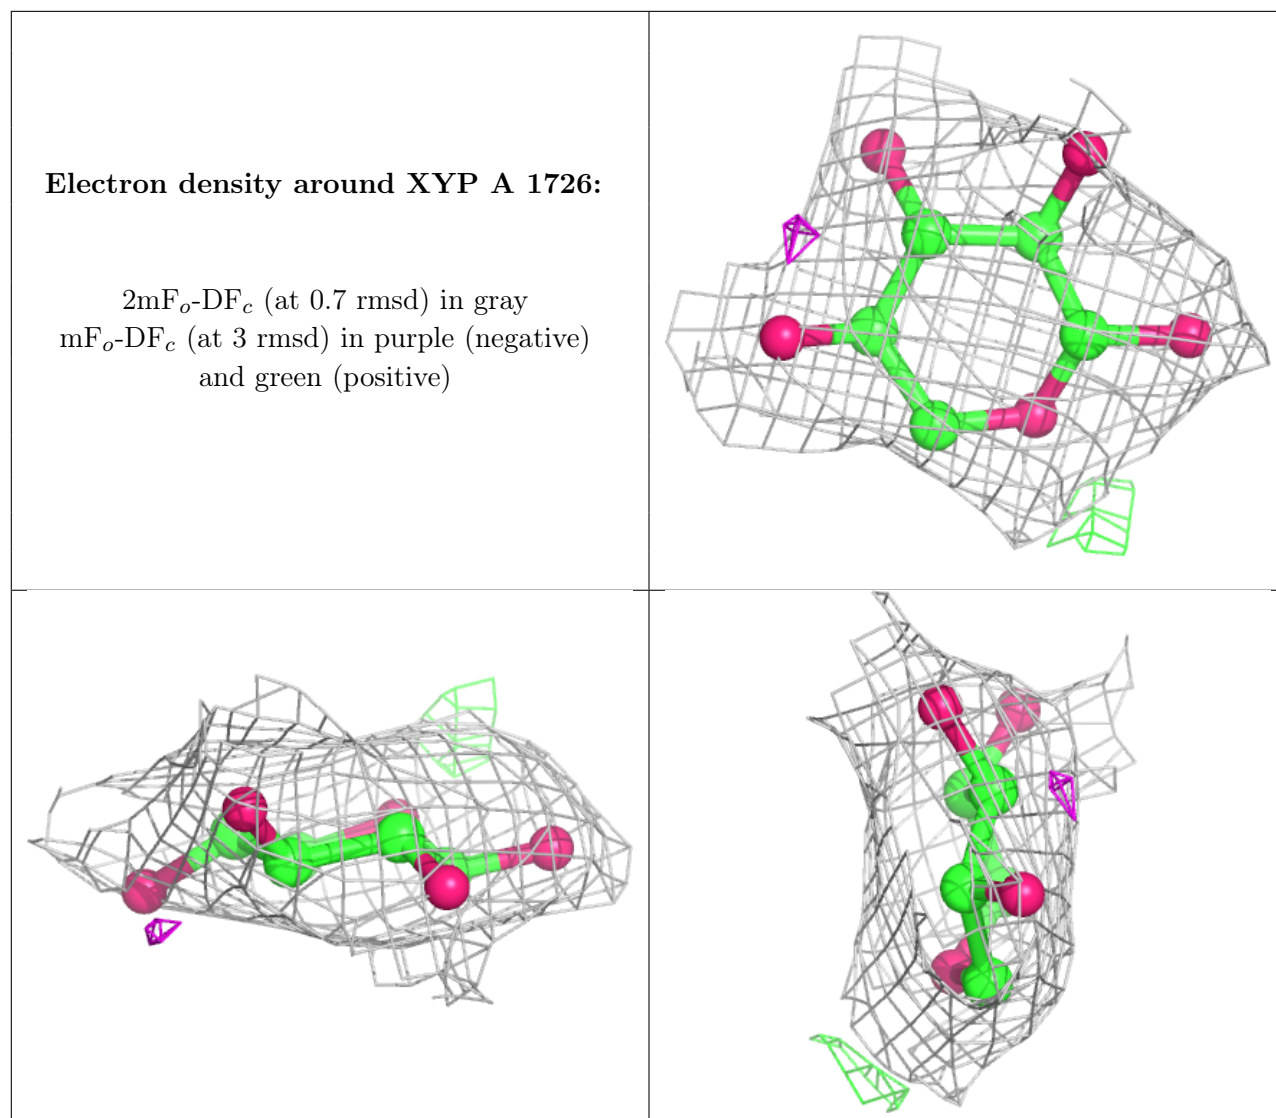 Electron density around XYP A 1726:
2mFo-DFc (at 0.7 rmsd) in gray
mFo-DFc (at 3 rmsd) in purple (negative)
and green (positive)